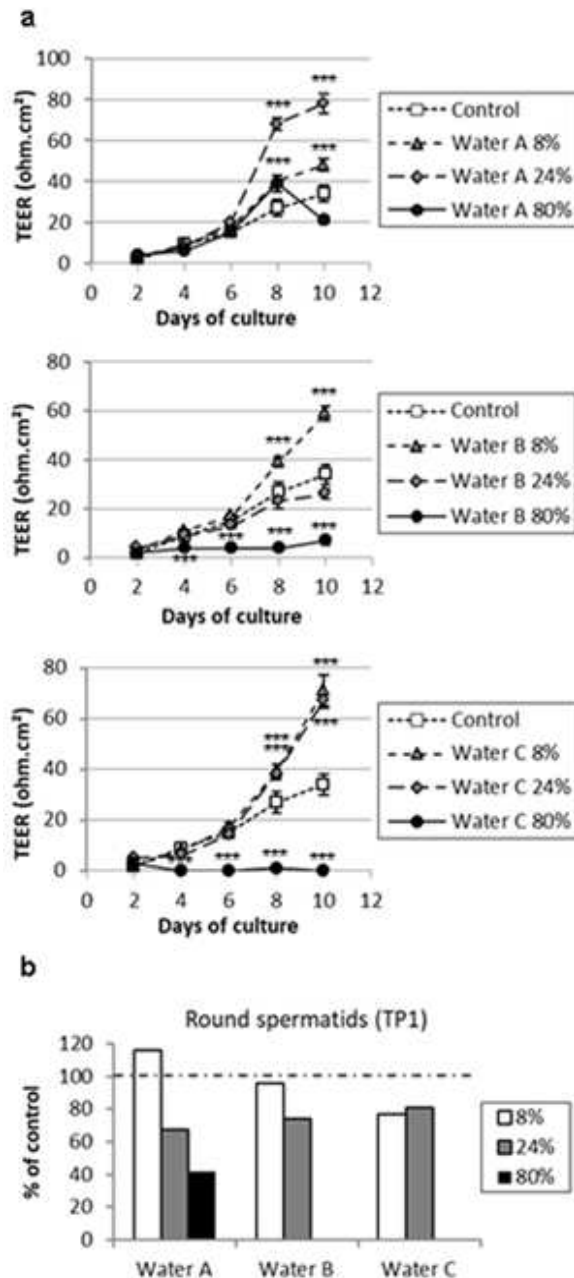 a
TEER (ohm.cm²)
100
80
60
40
20
0
*** ***
***
***
0 2 4 6 8 10 12
Days of culture
Control
Water A 8%
Water A 24%
Water A 80%
TEER (ohm.cm²)
80
60
40
20
0
***
***
*** *** *** ***
0 2 4 6 8 10 12
Days of culture
Control
Water B 8%
Water B 24%
Water B 80%
TEER (ohm.cm²)
80
60
40
20
0
***
***
***
***
*** *** *** ***
0 2 4 6 8 10 12
Days of culture
Control
Water C 8%
Water C 24%
Water C 80%
b
Round spermatids (TP1)
% of control
120
100
80
60
40
20
0
Water A Water B Water C
8%
24%
80%